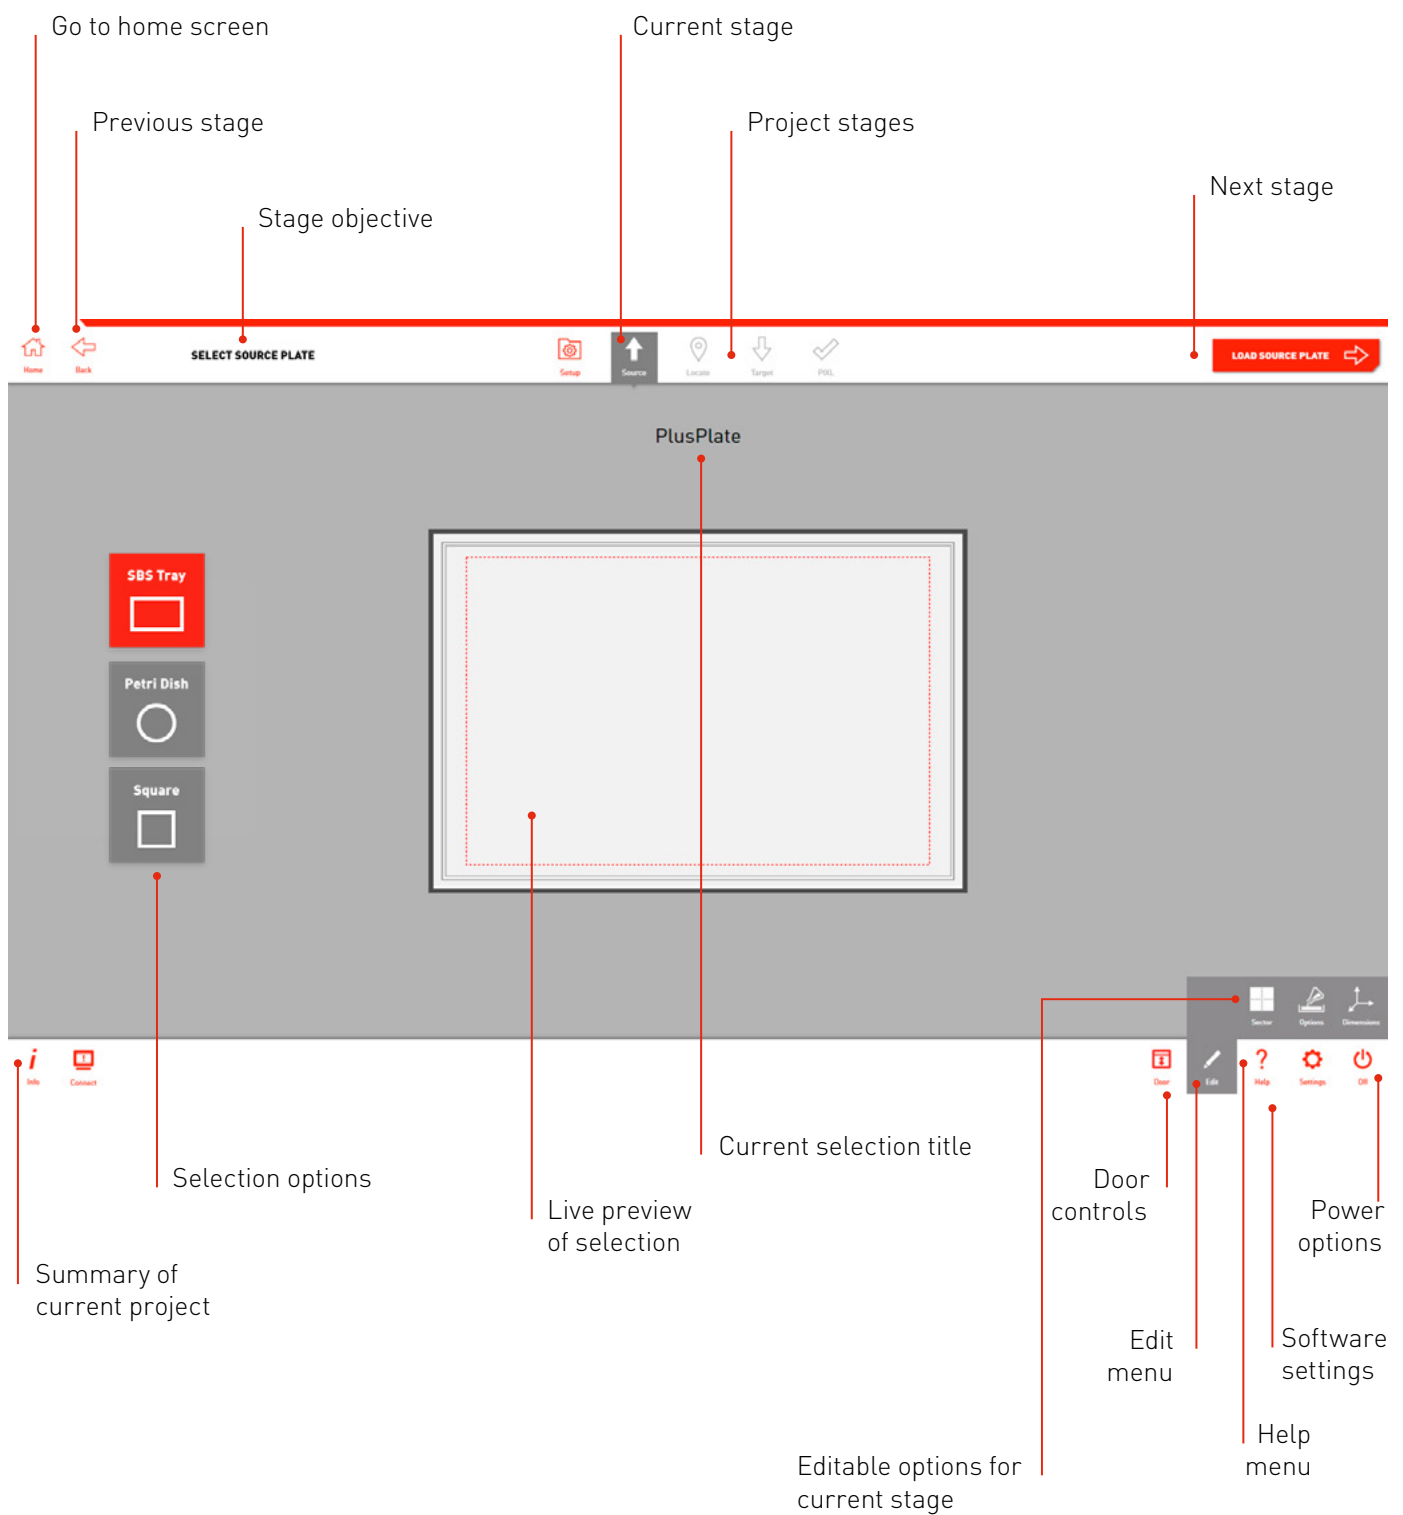 Go to home screen
Current stage
Previous stage
Project stages
Next stage
Stage objective
Home
Back
SELECT SOURCE PLATE
Setup
Source
Locate
Target
PIXL
LOAD SOURCE PLATE
PlusPlate
SBS Tray
Petri Dish
Square
Sector
Options
Dimensions
Info
Connect
Door
Edit
Help
Settings
Off
Current selection title
Selection options
Door
controls
Live preview
of selection
Power
options
Summary of
current project
Edit
menu
Software
settings
Help
menu
Editable options for
current stage